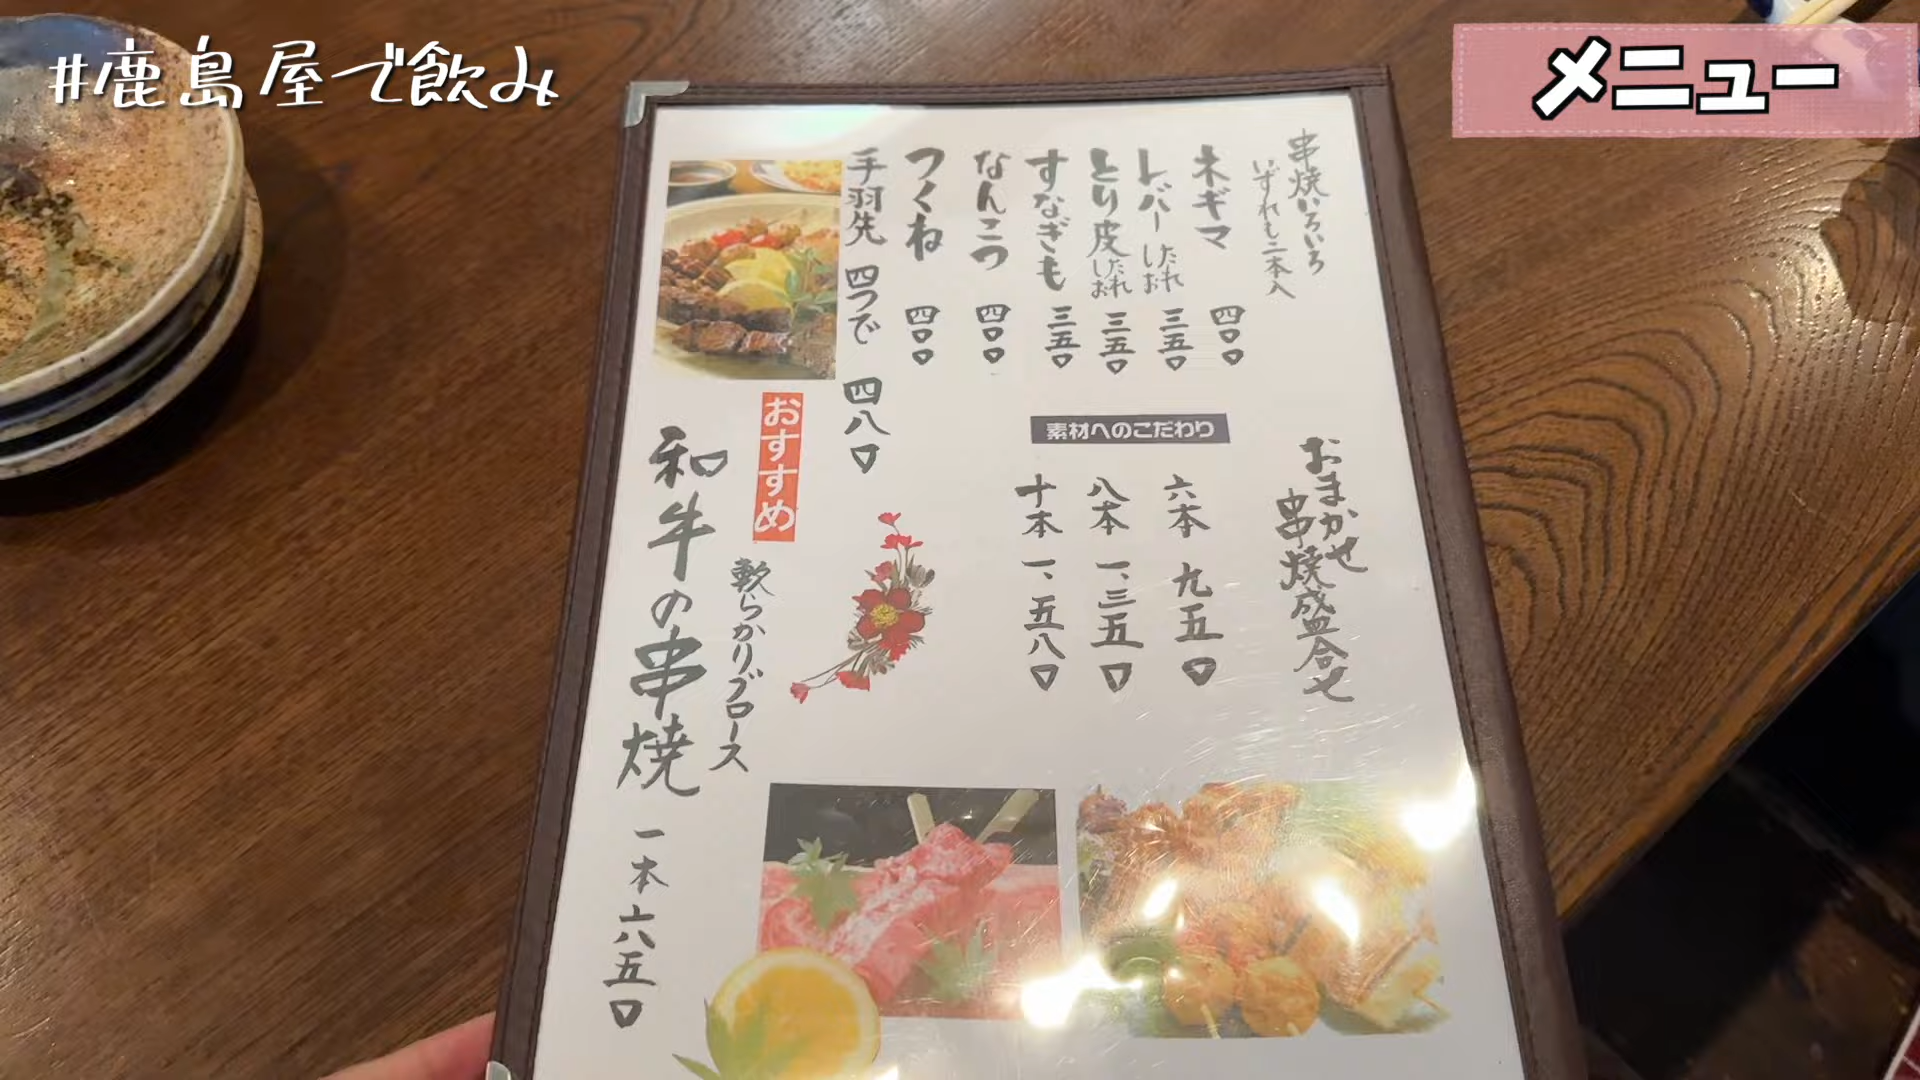 #鹿島屋で飲み
メニュー
串焼いろいろ
いずれも二本入
ネギマ 四〇〇
レバー たれ しお 三五〇
とり皮 たれ しお 三五〇
すなぎも 三五〇
なんこつ 四〇〇
つくね 四〇〇
手羽先 四つで 四八〇
素材へのこだわり
おまかせ
串焼盛合せ
六本 九五〇
八本 一、三五〇
十本 一、五八〇
おすすめ
軟らかリブロース
和牛の串焼 一本 六五〇